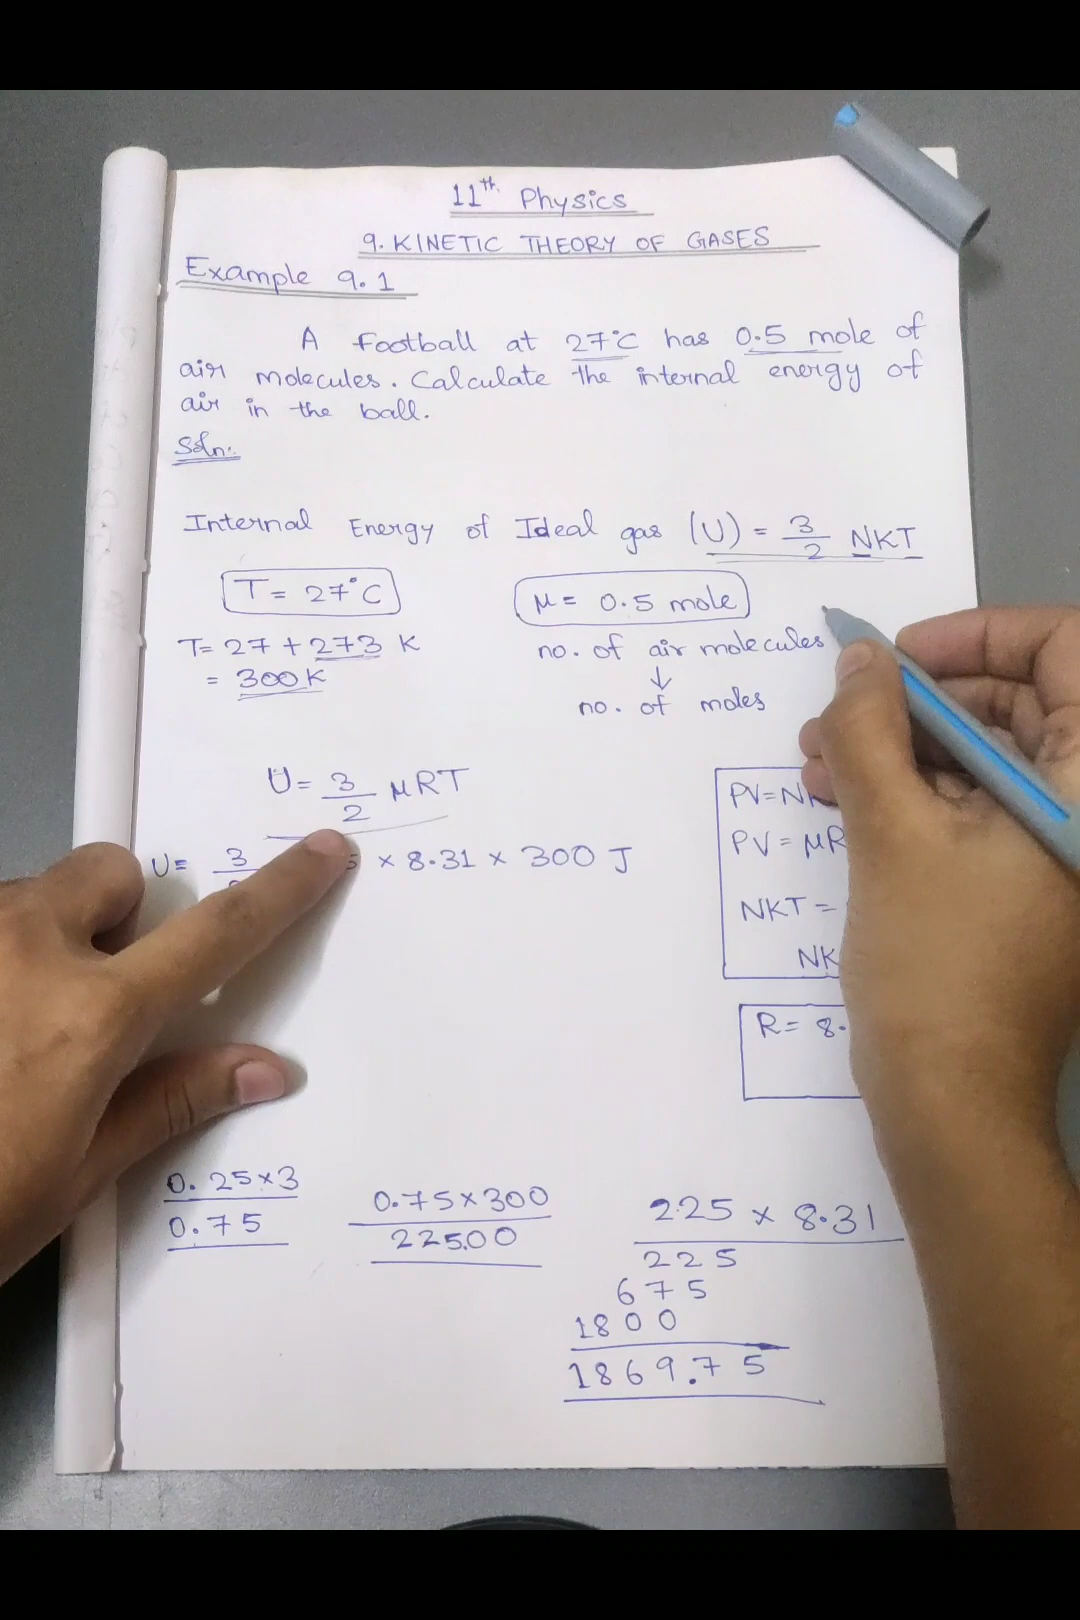 11th Physics
9. KINETIC THEORY OF GASES
Example 9.1
A football at 27°C has 0.5 mole of
air molecules. Calculate the internal energy of
air in the ball.
Soln:
Internal Energy of Ideal gas (U) = 3/2 NKT
T = 27°C
μ = 0.5 mole
T= 27 + 273 K
= 300K
no. of air molecules
↓
no. of moles
U= 3/2 μRT
U= 3 × 8.31 × 300 J
PV=NK
PV = μR
NKT =
NK
R= 8.
0.25×3
0.75
0.75×300
225.00
225 × 8.31
225
675
1800
1869.75